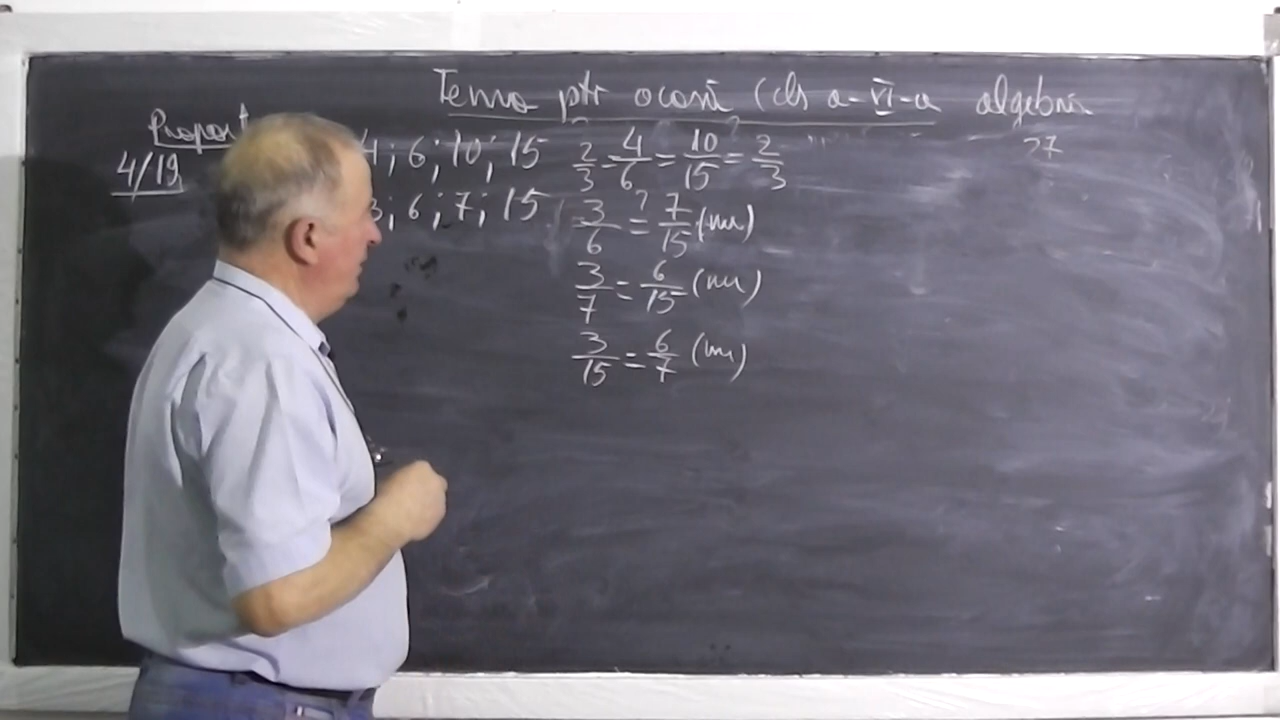 Tema ptr acasă (cls a-VI-a algebră
27
Proport
4/19
4; 6; 10; 15 2/3 = 4/6 = 10/15 = 2/3
3; 6; 7; 15 3/6 ?= 7/15 (nu)
3/7 = 6/15 (nu)
3/15 = 6/7 (nu)